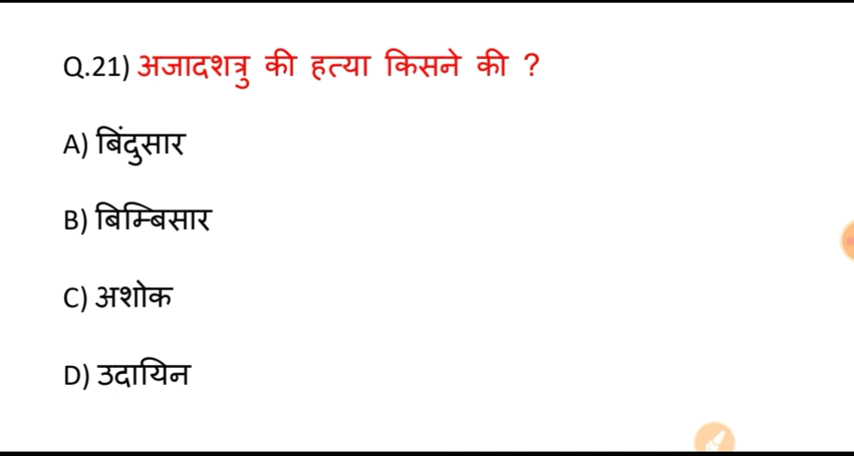 Q.21) अजादशत्रु की हत्या किसने की ?
A) बिंदुसार
B) बिम्बिसार
C) अशोक
D) उदायिन